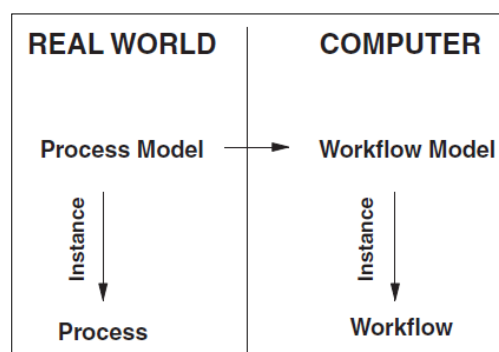 REAL WORLD
COMPUTER
Process Model
Workflow Model
Instance
Instance
Process
Workflow